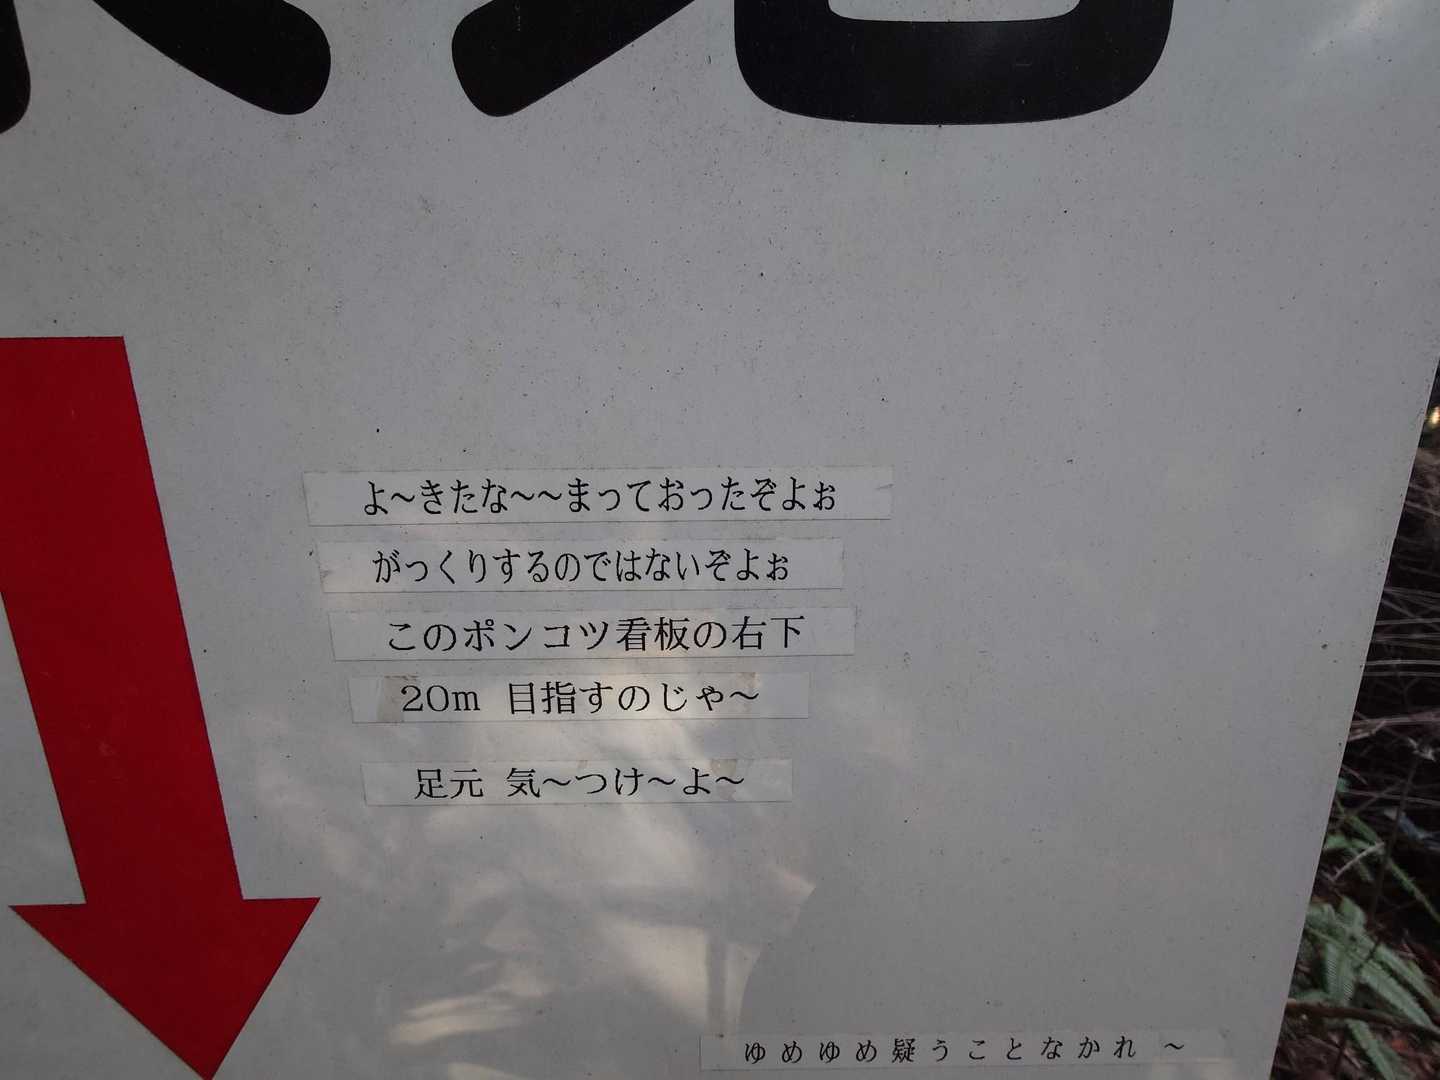 よ～きたな～～まっておったぞよぉ
がっくりするのではないぞよぉ
このポンコツ看板の右下
20m 目指すのじゃ～
足元 気～つけ～よ～
ゆめゆめ疑うことなかれ ～